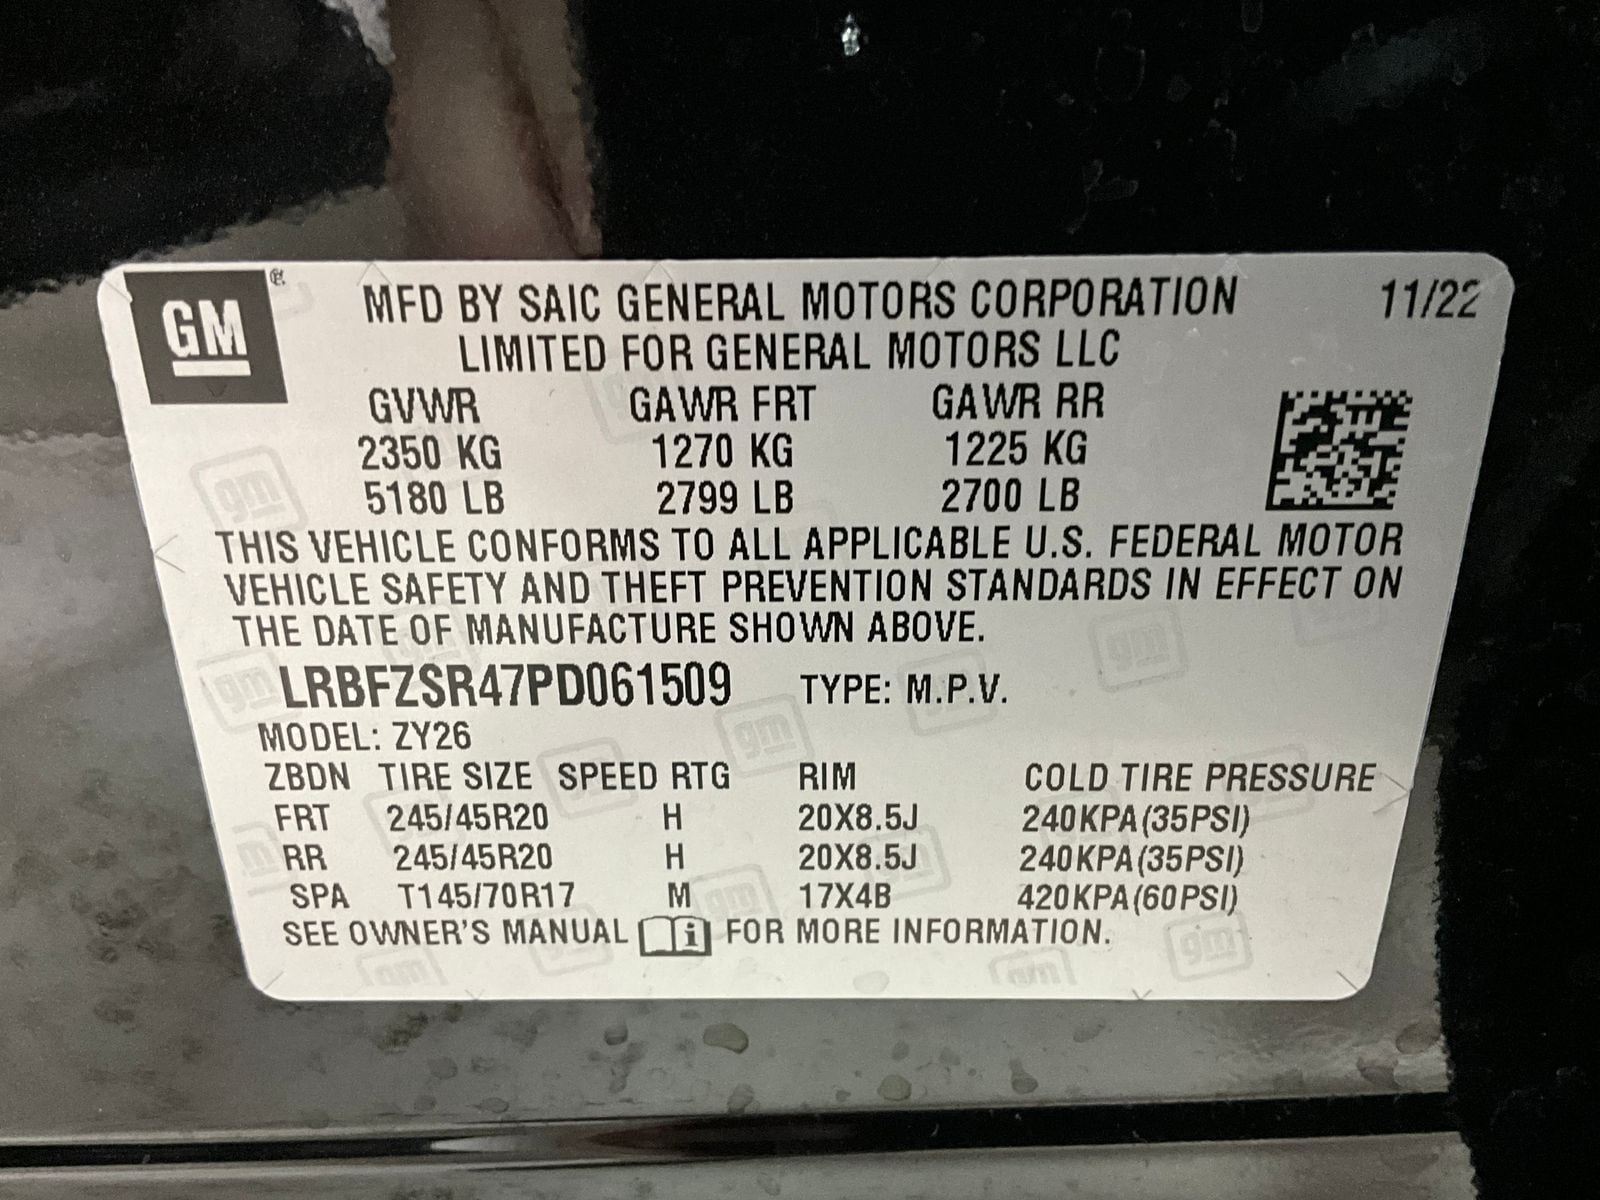 GM ®
MFD BY SAIC GENERAL MOTORS CORPORATION 11/22
LIMITED FOR GENERAL MOTORS LLC
GVWR GAWR FRT GAWR RR
2350 KG 1270 KG 1225 KG
5180 LB 2799 LB 2700 LB
THIS VEHICLE CONFORMS TO ALL APPLICABLE U.S. FEDERAL MOTOR
VEHICLE SAFETY AND THEFT PREVENTION STANDARDS IN EFFECT ON
THE DATE OF MANUFACTURE SHOWN ABOVE.
LRBFZSR47PD061509 TYPE: M.P.V.
MODEL: ZY26
ZBDN TIRE SIZE SPEED RTG RIM COLD TIRE PRESSURE
FRT 245/45R20 H 20X8.5J 240KPA(35PSI)
RR 245/45R20 H 20X8.5J 240KPA(35PSI)
SPA T145/70R17 M 17X4B 420KPA(60PSI)
SEE OWNER'S MANUAL i FOR MORE INFORMATION.